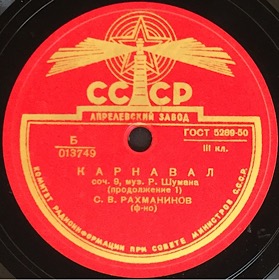 СССР
АПРЕЛЕВСКИЙ ЗАВОД
Б
013749
ГОСТ 5289-50
III кл.
КАРНАВАЛ
соч. 9, муз. Р. Шумана
(продолжение 1)
С. В. РАХМАНИНОВ
(ф-но)
КОМИТЕТ РАДИОИНФОРМАЦИИ ПРИ СОВЕТЕ МИНИСТРОВ СССР.